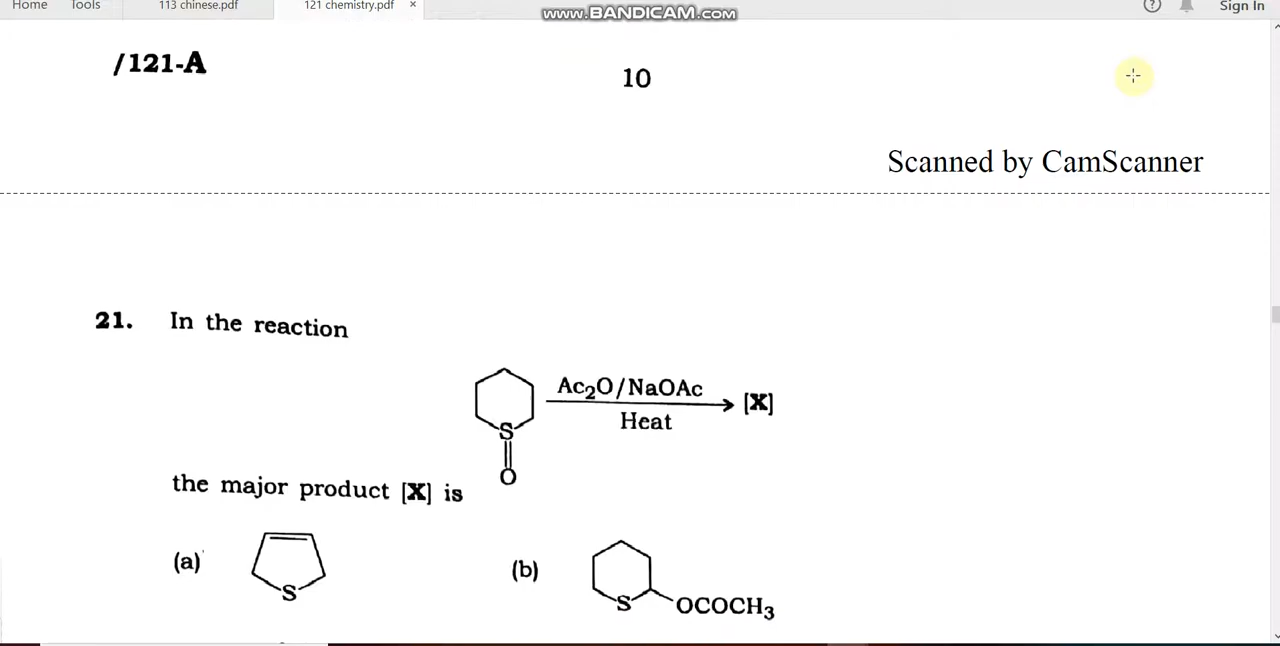 Home Tools 113 chinese.pdf 121 chemistry.pdf × www.BANDICAM.com ? Sign In
/121-A
10
Scanned by CamScanner
21. In the reaction
Ac₂O/NaOAc
[X]
Heat
S
O
the major product [X] is
(a) (b)
S S OCOCH₃